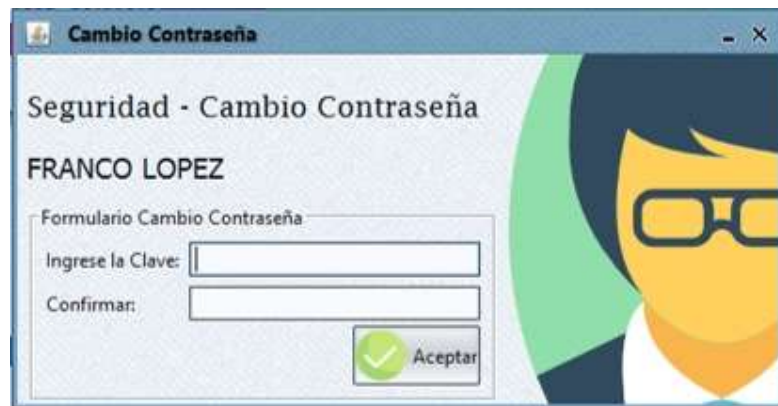 Cambio Contraseña
Seguridad - Cambio Contraseña
FRANCO LOPEZ
Formulario Cambio Contraseña
Ingrese la Clave:
Confirmar:
Aceptar